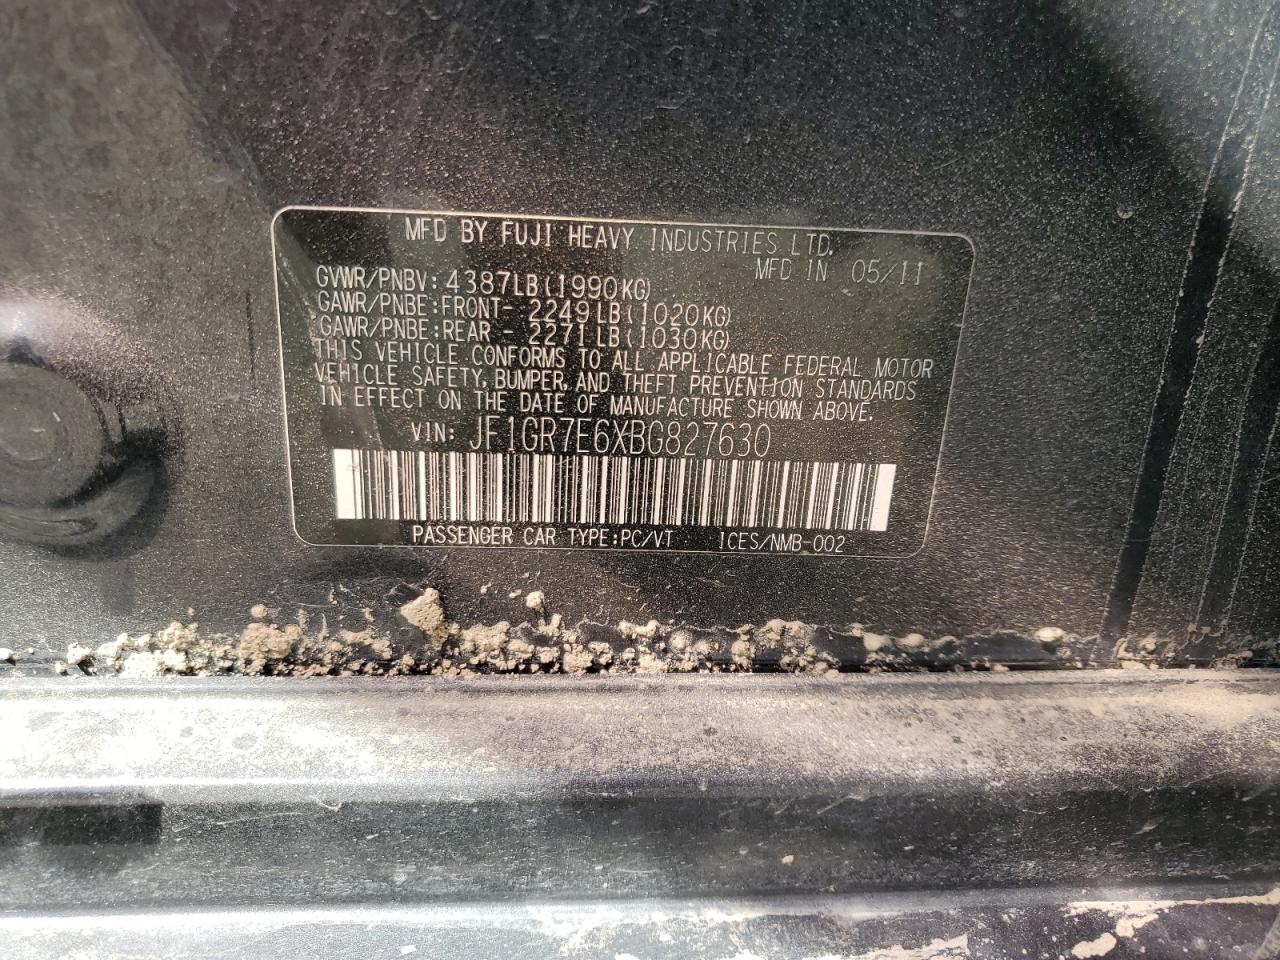 MFD BY FUJI HEAVY INDUSTRIES LTD.
MFD IN 05/11
GVWR/PNBV: 4387LB(1990KG)
GAWR/PNBE:FRONT- 2249LB(1020KG)
GAWR/PNBE:REAR - 2271LB(1030KG)
THIS VEHICLE CONFORMS TO ALL APPLICABLE FEDERAL MOTOR
VEHICLE SAFETY, BUMPER, AND THEFT PREVENTION STANDARDS
IN EFFECT ON THE DATE OF MANUFACTURE SHOWN ABOVE.
VIN: JF1GR7E6XBG827630
PASSENGER CAR TYPE:PC/VT ICES/NMB-002